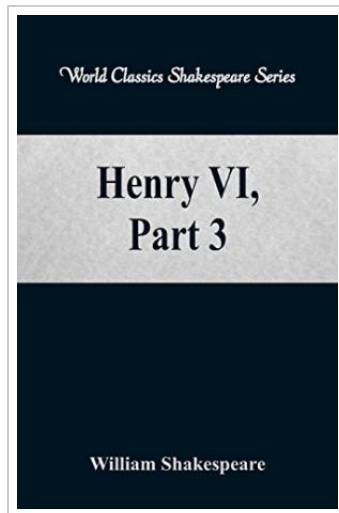 World Classics Shakespeare Series
Henry VI,
Part 3
William Shakespeare